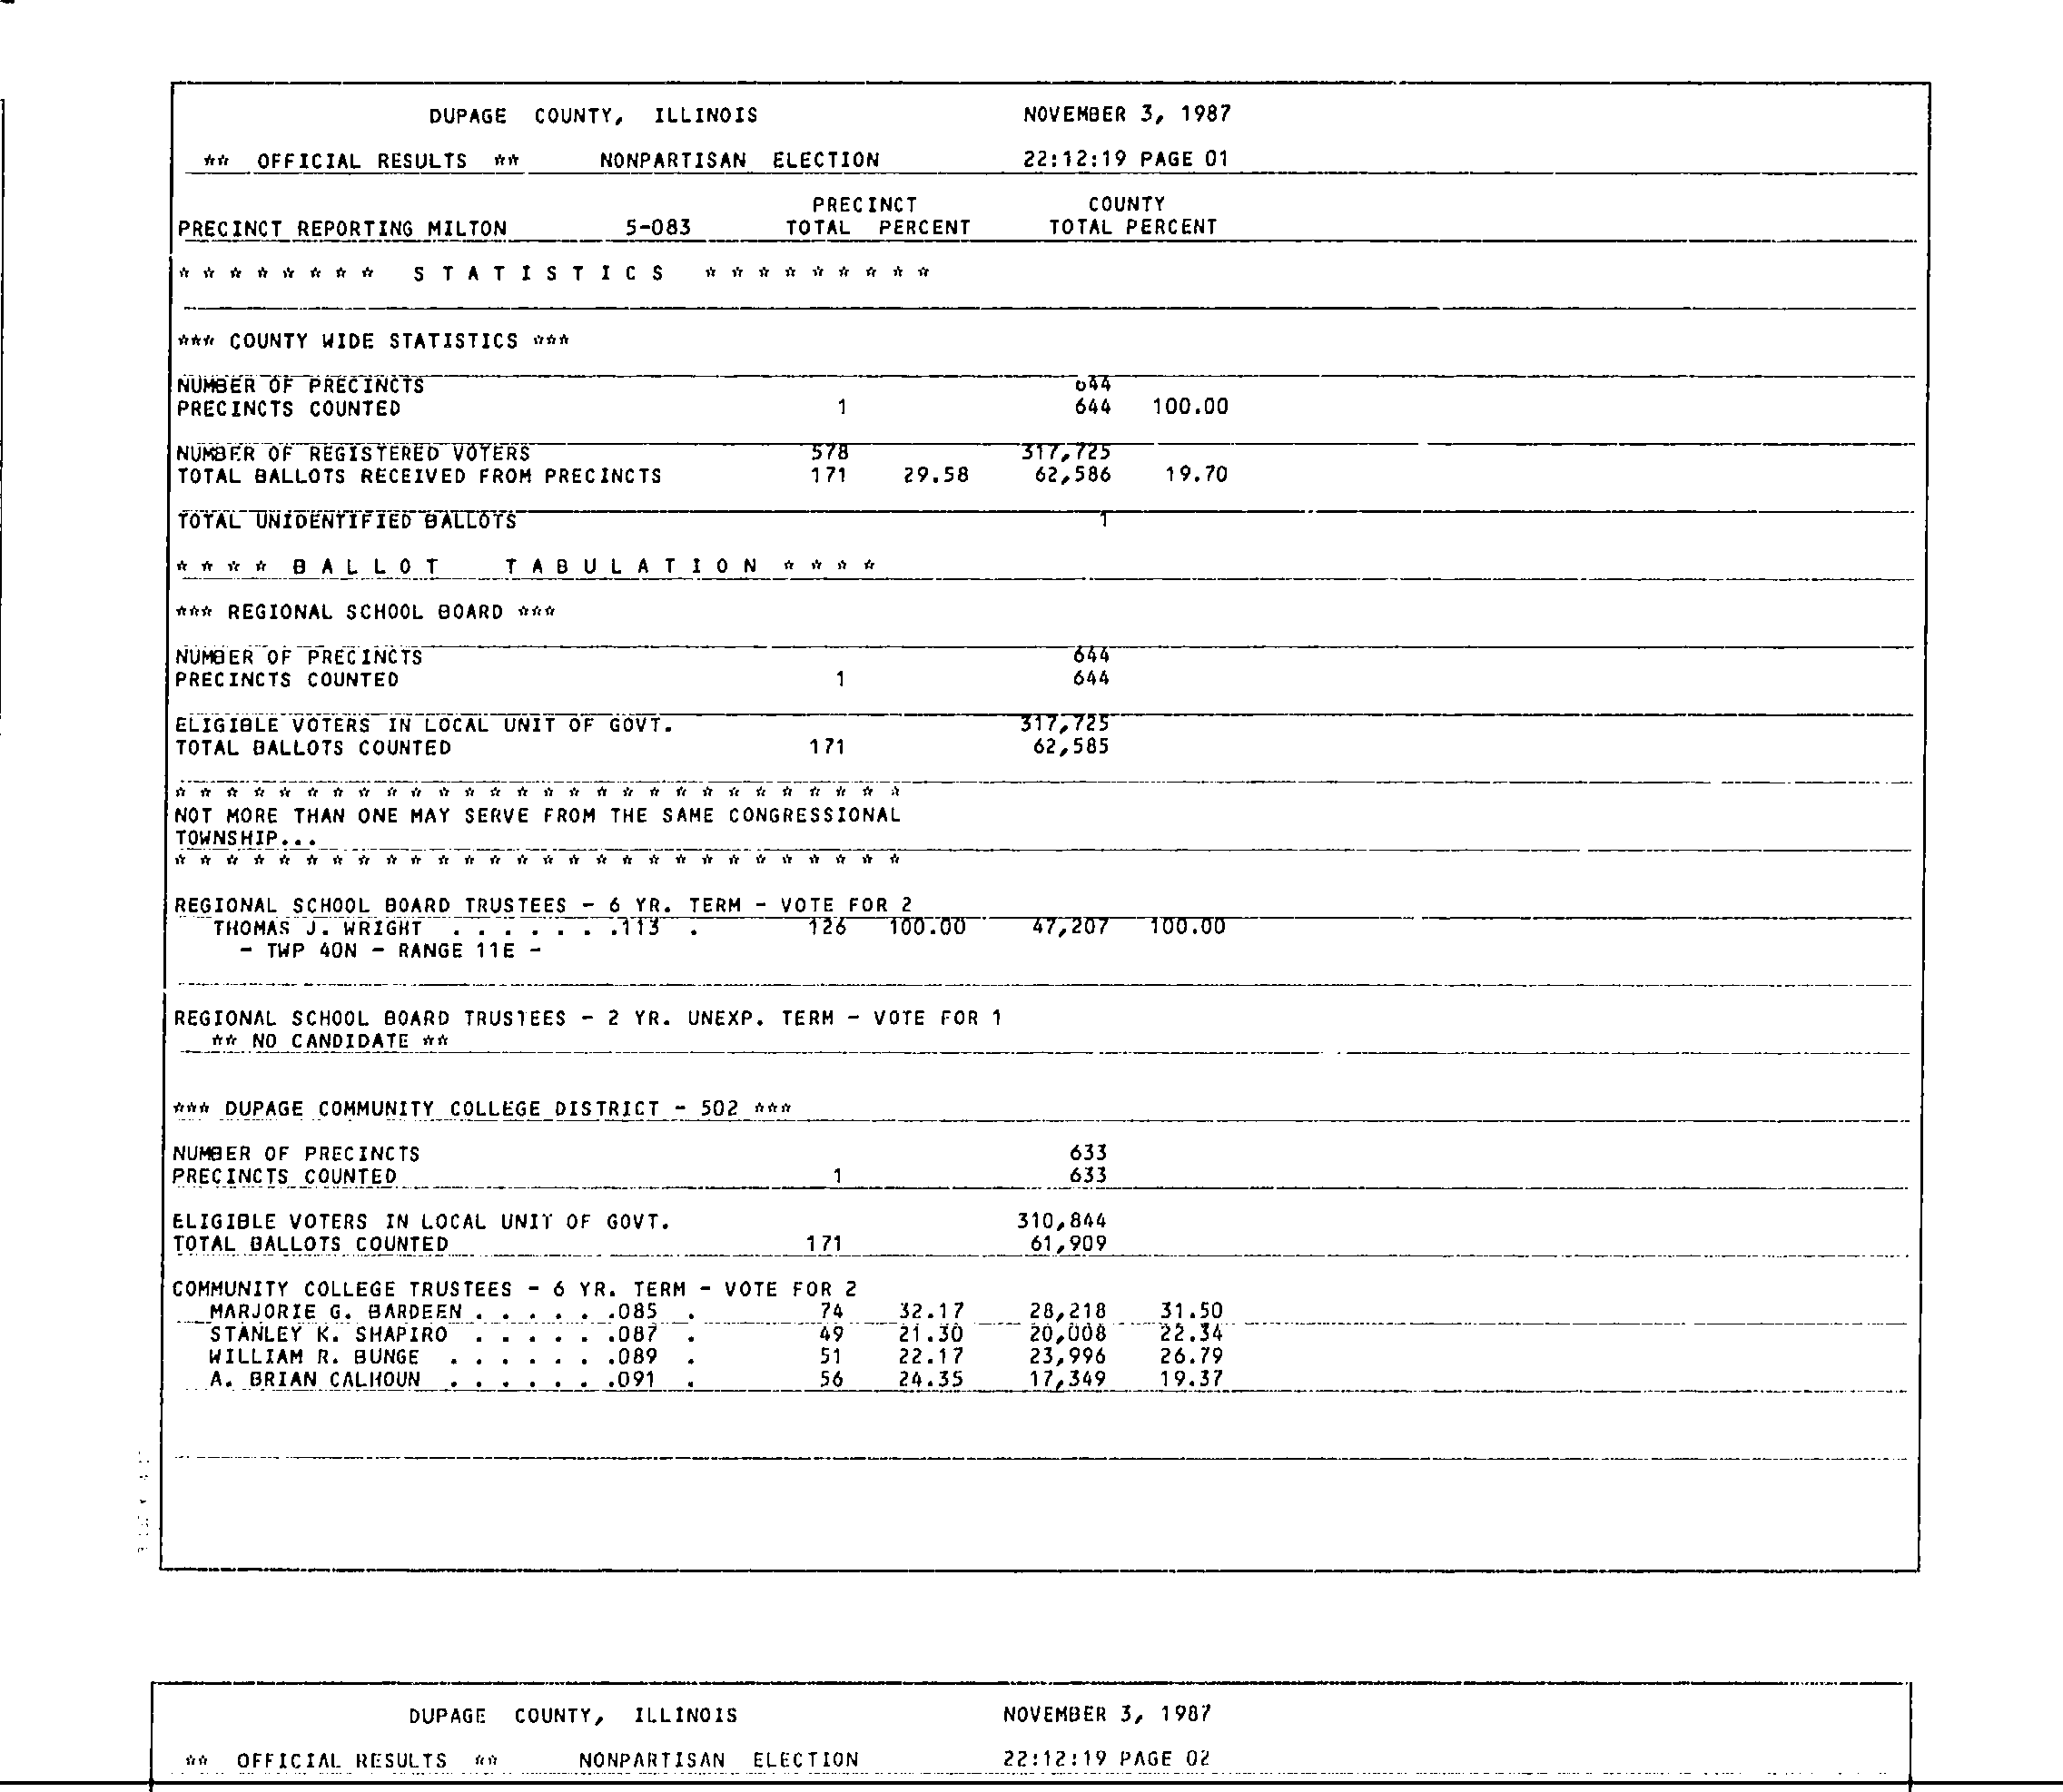 DUPAGE COUNTY, ILLINOIS NOVEMBER 3, 1987
** OFFICIAL RESULTS ** NONPARTISAN ELECTION 22:12:19 PAGE 01
PRECINCT COUNTY
PRECINCT REPORTING MILTON 5-083 TOTAL PERCENT TOTAL PERCENT
* * * * * * * * S T A T I S T I C S * * * * * * * * *
*** COUNTY WIDE STATISTICS ***
NUMBER OF PRECINCTS 644
PRECINCTS COUNTED 1 644 100.00
NUMBER OF REGISTERED VOTERS 578 317,725
TOTAL BALLOTS RECEIVED FROM PRECINCTS 171 29.58 62,586 19.70
TOTAL UNIDENTIFIED BALLOTS 1
* * * * B A L L O T T A B U L A T I O N * * * *
*** REGIONAL SCHOOL BOARD ***
NUMBER OF PRECINCTS 644
PRECINCTS COUNTED 1 644
ELIGIBLE VOTERS IN LOCAL UNIT OF GOVT. 317,725
TOTAL BALLOTS COUNTED 171 62,585
* * * * * * * * * * * * * * * * * * * * * * * * * * * *
NOT MORE THAN ONE MAY SERVE FROM THE SAME CONGRESSIONAL
TOWNSHIP...
* * * * * * * * * * * * * * * * * * * * * * * * * * * *
REGIONAL SCHOOL BOARD TRUSTEES - 6 YR. TERM - VOTE FOR 2
THOMAS J. WRIGHT . . . . . . .113 . 126 100.00 47,207 100.00
- TWP 40N - RANGE 11E -
REGIONAL SCHOOL BOARD TRUSTEES - 2 YR. UNEXP. TERM - VOTE FOR 1
** NO CANDIDATE **
*** DUPAGE COMMUNITY COLLEGE DISTRICT - 502 ***
NUMBER OF PRECINCTS 633
PRECINCTS COUNTED 1 633
ELIGIBLE VOTERS IN LOCAL UNIT OF GOVT. 310,844
TOTAL BALLOTS COUNTED 171 61,909
COMMUNITY COLLEGE TRUSTEES - 6 YR. TERM - VOTE FOR 2
MARJORIE G. BARDEEN . . . . . .085 . 74 32.17 28,218 31.50
STANLEY K. SHAPIRO . . . . . .087 . 49 21.30 20,008 22.34
WILLIAM R. BUNGE . . . . . . .089 . 51 22.17 23,996 26.79
A. BRIAN CALHOUN . . . . . . .091 . 56 24.35 17,349 19.37
DUPAGE COUNTY, ILLINOIS NOVEMBER 3, 1987
** OFFICIAL RESULTS ** NONPARTISAN ELECTION 22:12:19 PAGE 02